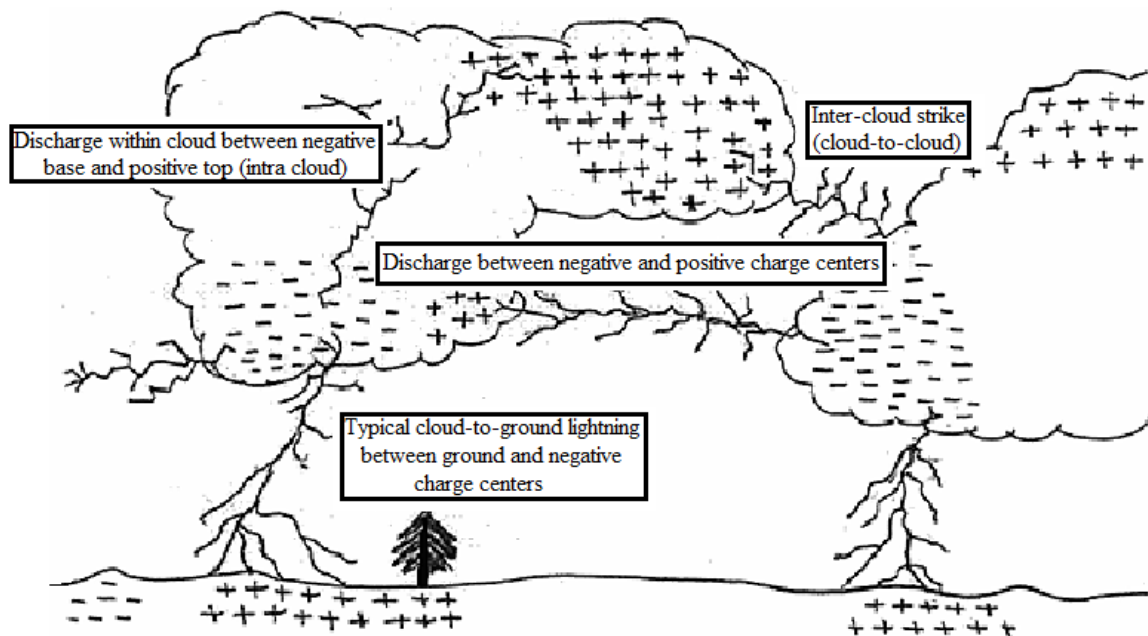 Discharge within cloud between negative
base and positive top (intra cloud)
Inter-cloud strike
(cloud-to-cloud)
Discharge between negative and positive charge centers
Typical cloud-to-ground lightning
between ground and negative
charge centers